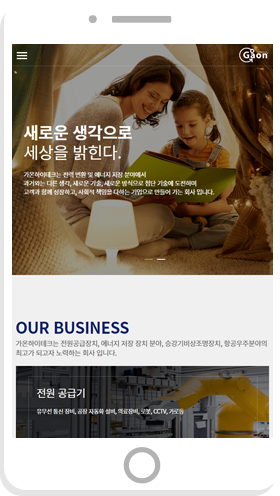 Gaon
새로운 생각으로
세상을 밝힌다.
가온하이테크는 전력 변환 및 에너지 저장 분야에서
과거와는 다른 생각, 새로운 기술, 새로운 방식으로 첨단 기술에 도전하여
고객과 함께 성장하고, 사회적 책임을 다하는 기업으로 만들어 가는 회사 입니다.
OUR BUSINESS
가온하이테크는 전원공급장치, 에너지 저장 장치 분야, 승강기비상조명장치, 항공우주분야의
최고가 되고자 노력하는 회사 입니다.
전원 공급기
유무선 통신 장비, 공장 자동화 설비, 의료장비, 로봇, CCTV, 가로등